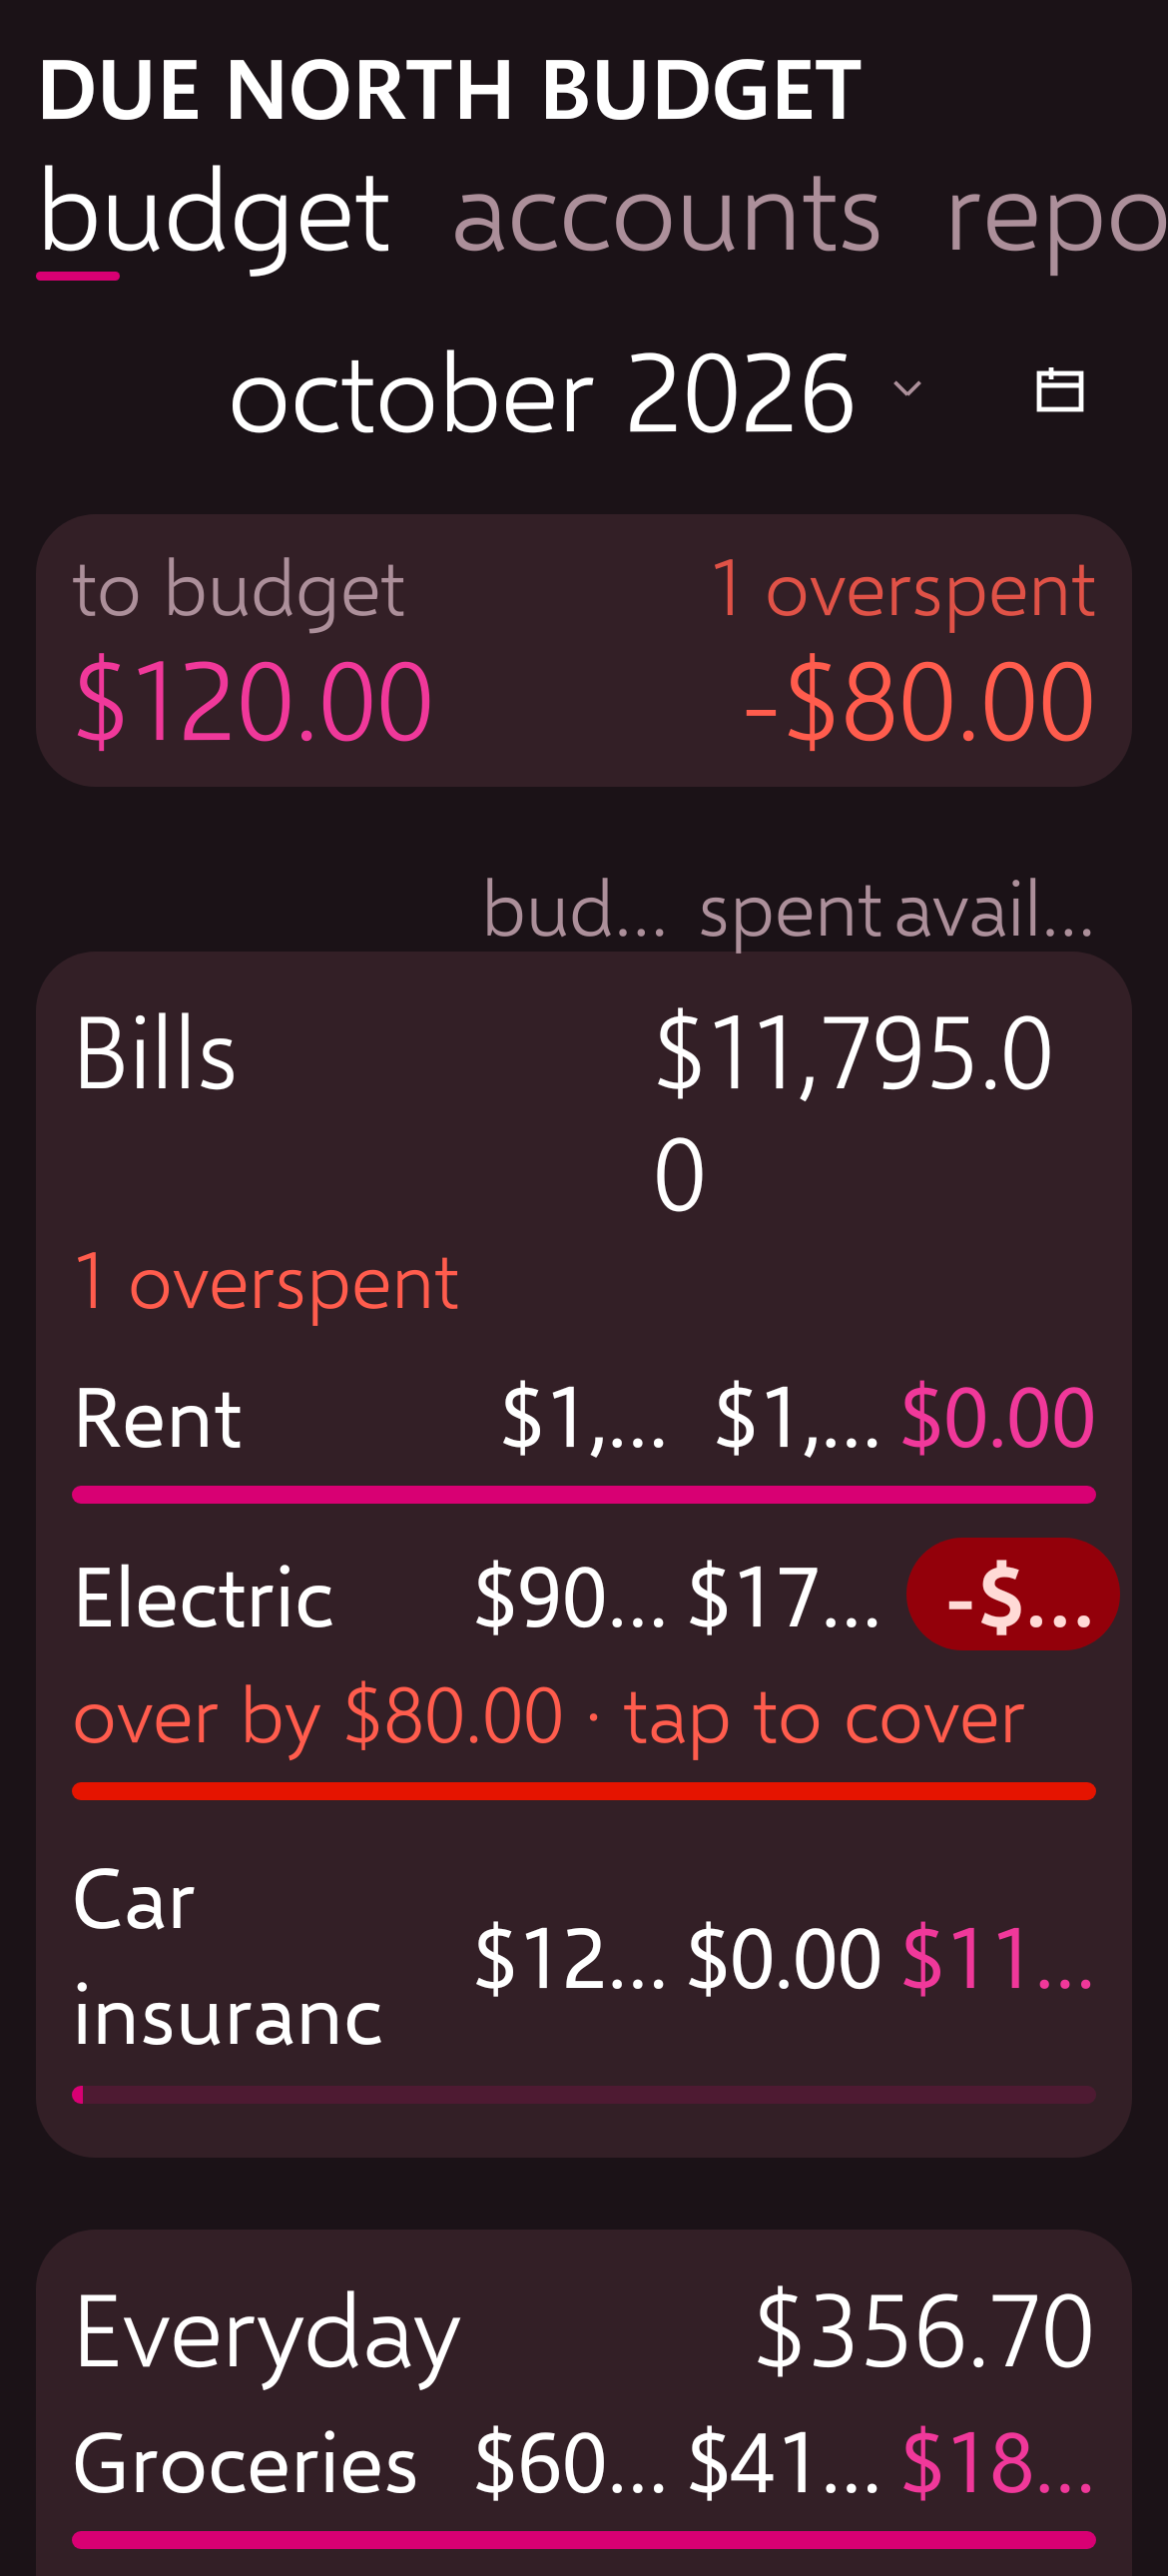 DUE NORTH BUDGET
budget accounts repo
october 2026
to budget 1 overspent
$120.00 -$80.00
bud... spent avail...
Bills $11,795.0
0
1 overspent
Rent $1,... $1,... $0.00
Electric $90... $17... -$...
over by $80.00 · tap to cover
Car
insuranc $12... $0.00 $11...
Everyday $356.70
Groceries $60... $41... $18...